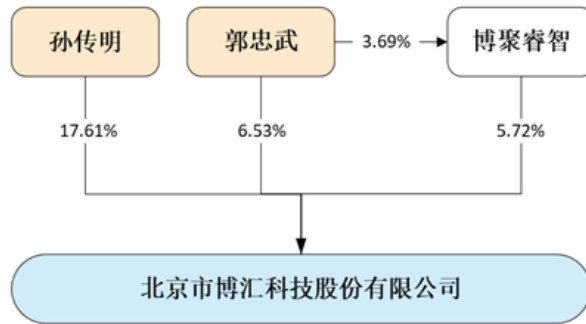 孙传明
郭忠武
3.69%
博聚睿智
17.61%
6.53%
5.72%
北京市博汇科技股份有限公司